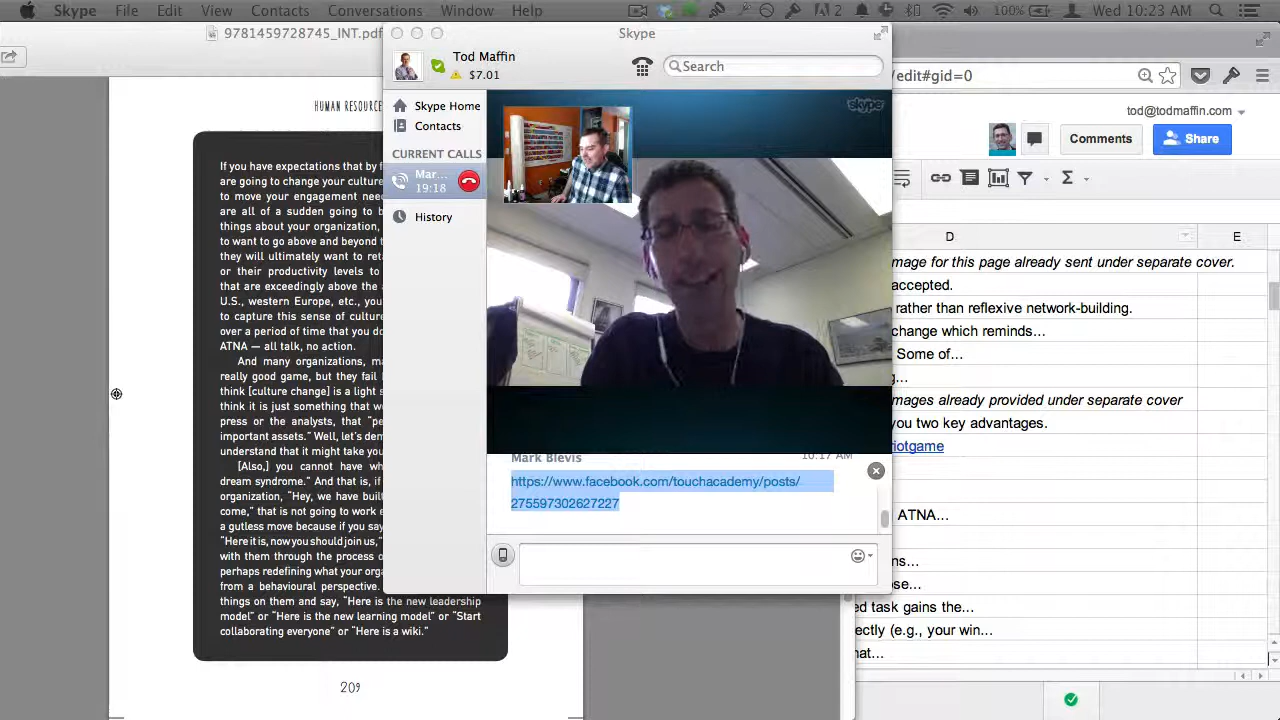 Skype File Edit View Contacts Conversations Window Help 2 100% Wed 10:23 AM
9781459728745_INT.pdf
HUMAN RESOURCE
If you have expectations that by
are going to change your culture
to move your engagement
are all of a sudden going to
things about your organization,
to want to go above and beyond
they will ultimately want to
or their productivity levels to
that are exceedingly above the
U.S., western Europe, etc., you
to capture this sense of
over a period of time that you
ATNA — all talk, no action.
And many organizations,
really good game, but they fail
think [culture change] is a light
think it is just something that
press or the analysts, that
important assets." Well, let's
understand that it might take
[Also,] you cannot have
dream syndrome." And that is, if
organization, "Hey, we have
come," that is not going to work
a gutless move because if you say
"Here it is, now you should join us,"
with them through the process
perhaps redefining what your
from a behavioural perspective.
things on them and say, "Here is the new leadership
model" or "Here is the new learning model" or "Start
collaborating everyone" or "Here is a wiki."
209
Skype
Tod Maffin
$7.01
Search
Skype Home
Contacts
CURRENT CALLS
Mar...
19:18
History
skype
Mark Blevis 10:17 AM
https://www.facebook.com/touchacademy/posts/
275597302627227
/edit#gid=0
tod@todmaffin.com
Comments
Share
Σ
D E
mage for this page already sent under separate cover.
accepted.
rather than reflexive network-building.
change which reminds...
Some of...
g...
mages already provided under separate cover
you two key advantages.
riotgame
ATNA...
ns...
ose...
ed task gains the...
ectly (e.g., your win...
hat...